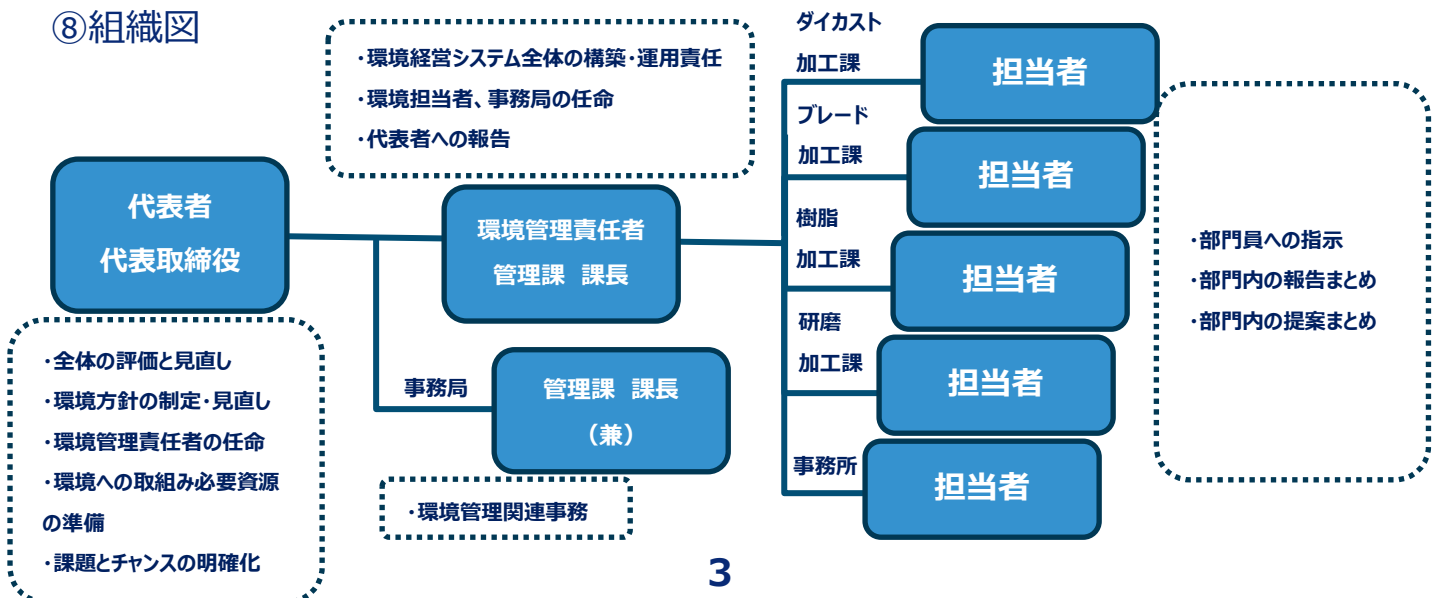 ⑧組織図
・環境経営システム全体の構築・運用責任
・環境担当者、事務局の任命
・代表者への報告
代表者
代表取締役
・全体の評価と見直し
・環境方針の制定・見直し
・環境管理責任者の任命
・環境への取組み必要資源
の準備
・課題とチャンスの明確化
環境管理責任者
管理課　課長
事務局
管理課　課長
（兼）
・環境管理関連事務
ダイカスト
加工課
担当者
ブレード
加工課
担当者
樹脂
加工課
担当者
研磨
加工課
担当者
事務所
担当者
・部門員への指示
・部門内の報告まとめ
・部門内の提案まとめ
3